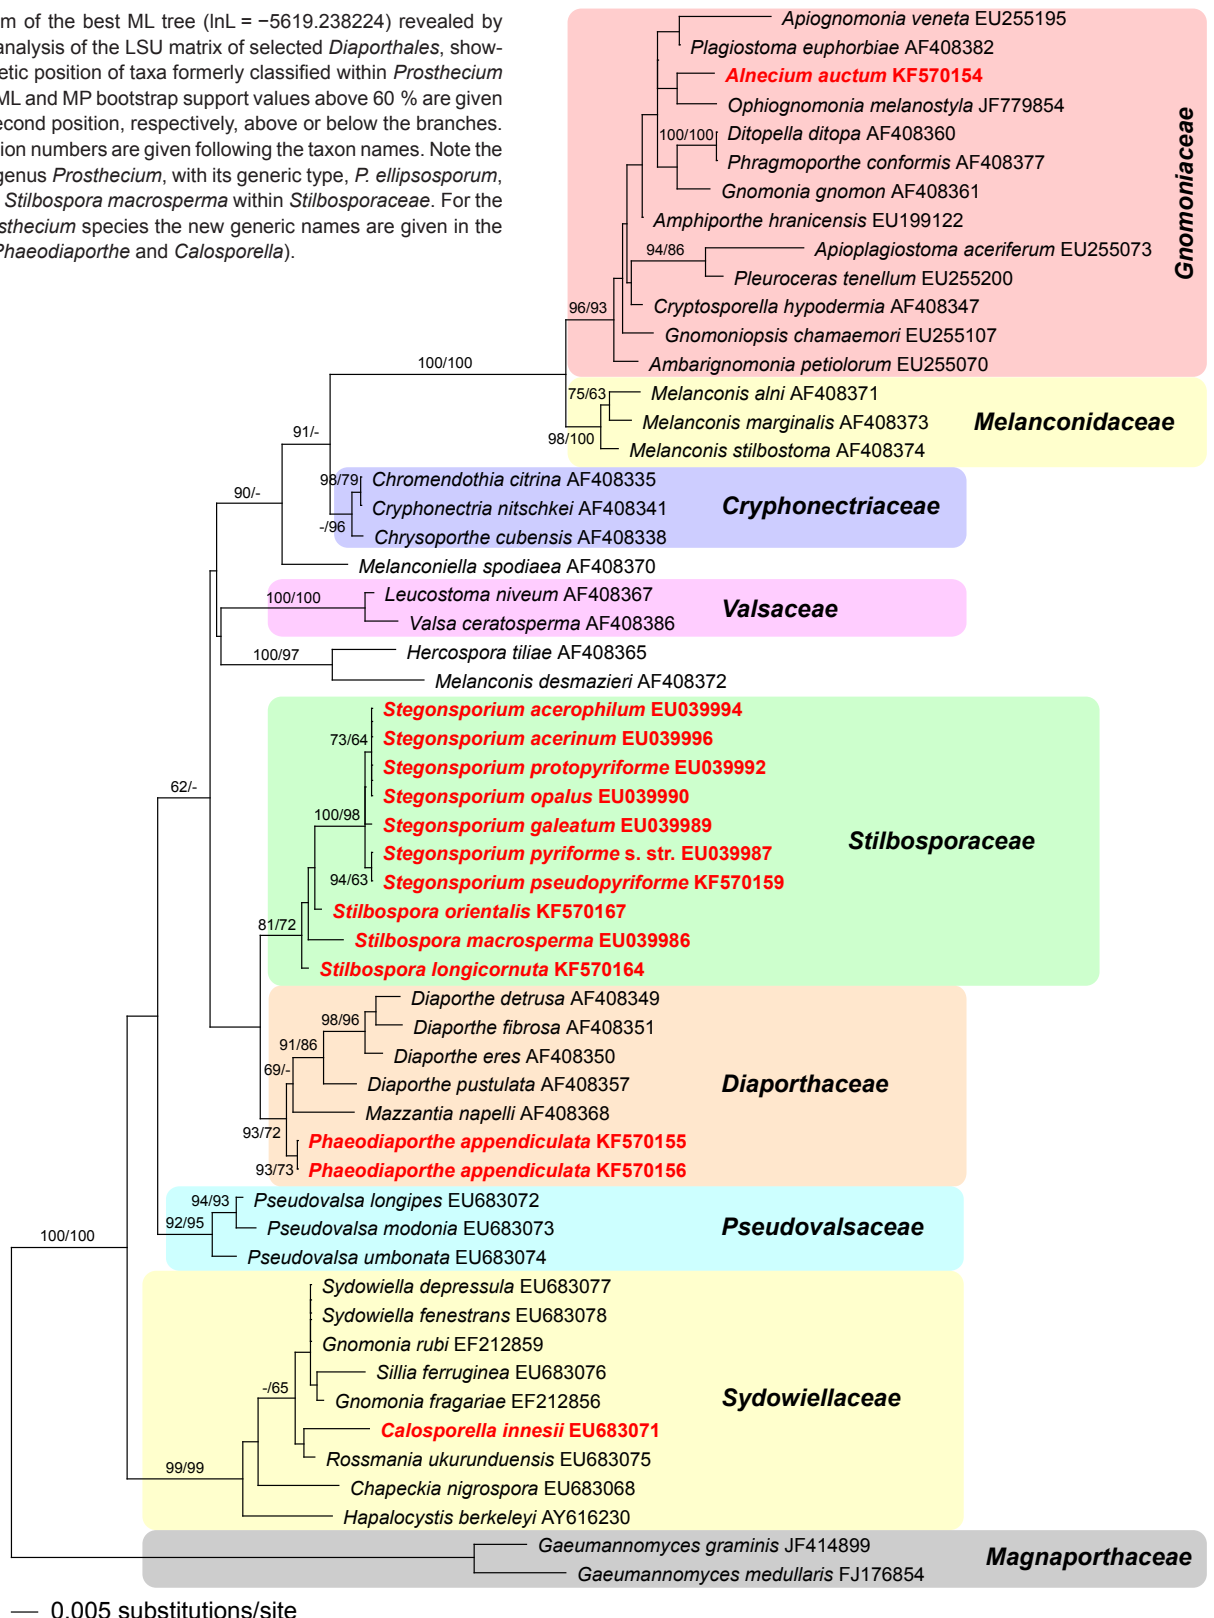 m of the best ML tree (lnL = −5619.238224) revealed by
analysis of the LSU matrix of selected Diaporthales, show-
etic position of taxa formerly classified within Prosthecium
ML and MP bootstrap support values above 60 % are given
econd position, respectively, above or below the branches.
ion numbers are given following the taxon names. Note the
genus Prosthecium, with its generic type, P. ellipsosporum,
Stilbospora macrosperma within Stilbosporaceae. For the
sthecium species the new generic names are given in the
Phaeodiaporthe and Calosporella).
Apiognomonia veneta EU255195
Plagiostoma euphorbiae AF408382
Alnecium auctum KF570154
Ophiognomonia melanostyla JF779854
100/100
Ditopella ditopa AF408360
Phragmoporthe conformis AF408377
Gnomonia gnomon AF408361
Amphiporthe hranicensis EU199122
94/86
Apioplagiostoma aceriferum EU255073
Pleuroceras tenellum EU255200
Cryptosporella hypodermia AF408347
96/93
Gnomoniopsis chamaemori EU255107
Ambarignomonia petiolorum EU255070
Gnomoniaceae
100/100
75/63
Melanconis alni AF408371
Melanconis marginalis AF408373
98/100
Melanconis stilbostoma AF408374
Melanconidaceae
91/-
98/79
Chromendothia citrina AF408335
90/-
Cryphonectria nitschkei AF408341
-/96
Chrysoporthe cubensis AF408338
Cryphonectriaceae
Melanconiella spodiaea AF408370
100/100
Leucostoma niveum AF408367
Valsa ceratosperma AF408386
Valsaceae
100/97
Hercospora tiliae AF408365
Melanconis desmazieri AF408372
Stegonsporium acerophilum EU039994
73/64
Stegonsporium acerinum EU039996
Stegonsporium protopyriforme EU039992
62/-
Stegonsporium opalus EU039990
100/98
Stegonsporium galeatum EU039989
Stegonsporium pyriforme s. str. EU039987
94/63
Stegonsporium pseudopyriforme KF570159
Stilbospora orientalis KF570167
81/72
Stilbospora macrosperma EU039986
Stilbospora longicornuta KF570164
Stilbosporaceae
Diaporthe detrusa AF408349
98/96
Diaporthe fibrosa AF408351
91/86
Diaporthe eres AF408350
69/-
Diaporthe pustulata AF408357
Mazzantia napelli AF408368
93/72
Phaeodiaporthe appendiculata KF570155
93/73
Phaeodiaporthe appendiculata KF570156
Diaporthaceae
94/93
Pseudovalsa longipes EU683072
92/95
Pseudovalsa modonia EU683073
Pseudovalsa umbonata EU683074
Pseudovalsaceae
100/100
Sydowiella depressula EU683077
Sydowiella fenestrans EU683078
Gnomonia rubi EF212859
Sillia ferruginea EU683076
-/65
Gnomonia fragariae EF212856
Calosporella innesii EU683071
Rossmania ukurunduensis EU683075
99/99
Chapeckia nigrospora EU683068
Hapalocystis berkeleyi AY616230
Sydowiellaceae
Gaeumannomyces graminis JF414899
Gaeumannomyces medullaris FJ176854
Magnaporthaceae
0.005 substitutions/site